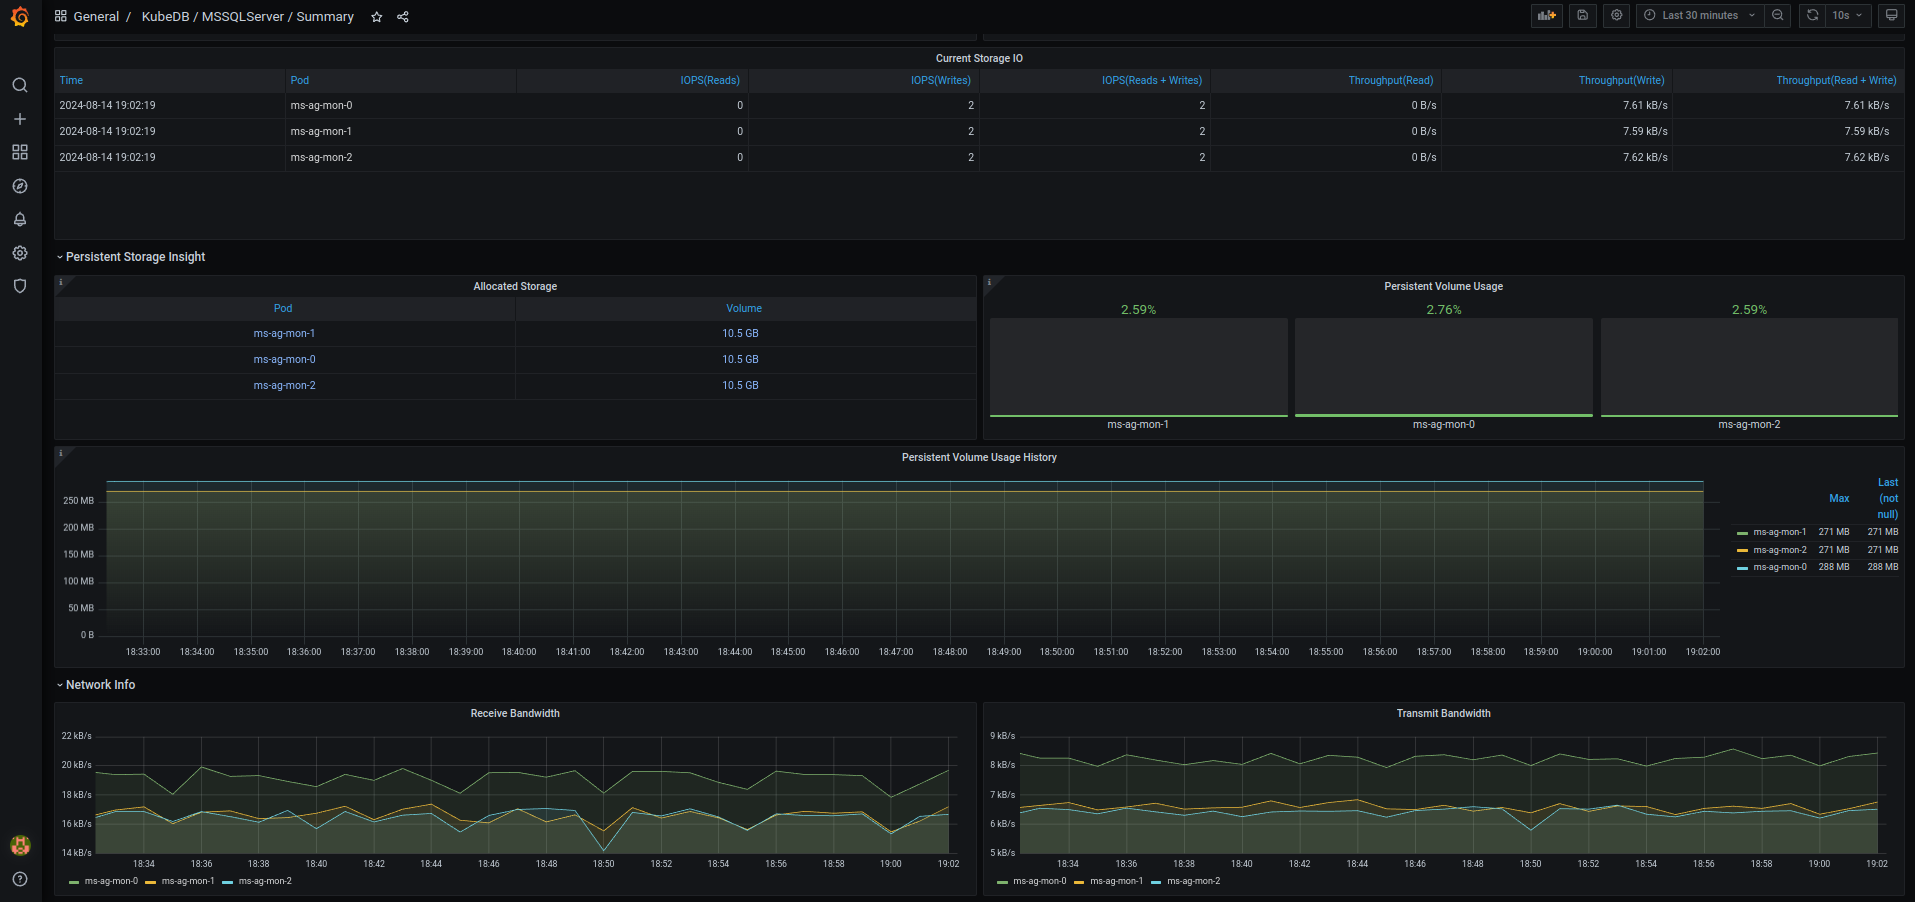 General / KubeDB / MSSQLServer / Summary Last 30 minutes 10s
Current Storage IO
Time Pod IOPS(Reads) IOPS(Writes) IOPS(Reads + Writes) Throughput(Read) Throughput(Write) Throughput(Read + Write)
2024-08-14 19:02:19 ms-ag-mon-0 0 2 2 0 B/s 7.61 kB/s 7.61 kB/s
2024-08-14 19:02:19 ms-ag-mon-1 0 2 2 0 B/s 7.59 kB/s 7.59 kB/s
2024-08-14 19:02:19 ms-ag-mon-2 0 2 2 0 B/s 7.62 kB/s 7.62 kB/s
Persistent Storage Insight
Allocated Storage
Pod Volume
ms-ag-mon-1 10.5 GB
ms-ag-mon-0 10.5 GB
ms-ag-mon-2 10.5 GB
Persistent Volume Usage
2.59% 2.76% 2.59%
ms-ag-mon-1 ms-ag-mon-0 ms-ag-mon-2
Persistent Volume Usage History
250 MB
200 MB
150 MB
100 MB
50 MB
0 B
18:33:00 18:34:00 18:35:00 18:36:00 18:37:00 18:38:00 18:39:00 18:40:00 18:41:00 18:42:00 18:43:00 18:44:00 18:45:00 18:46:00 18:47:00 18:48:00 18:49:00 18:50:00 18:51:00 18:52:00 18:53:00 18:54:00 18:55:00 18:56:00 18:57:00 18:58:00 18:59:00 19:00:00 19:01:00 19:02:00
Last
Max (not
null)
ms-ag-mon-1 271 MB 271 MB
ms-ag-mon-2 271 MB 271 MB
ms-ag-mon-0 288 MB 288 MB
Network Info
Receive Bandwidth
22 kB/s
20 kB/s
18 kB/s
16 kB/s
14 kB/s
18:34 18:36 18:38 18:40 18:42 18:44 18:46 18:48 18:50 18:52 18:54 18:56 18:58 19:00 19:02
ms-ag-mon-0 ms-ag-mon-1 ms-ag-mon-2
Transmit Bandwidth
9 kB/s
8 kB/s
7 kB/s
6 kB/s
5 kB/s
18:34 18:36 18:38 18:40 18:42 18:44 18:46 18:48 18:50 18:52 18:54 18:56 18:58 19:00 19:02
ms-ag-mon-0 ms-ag-mon-1 ms-ag-mon-2